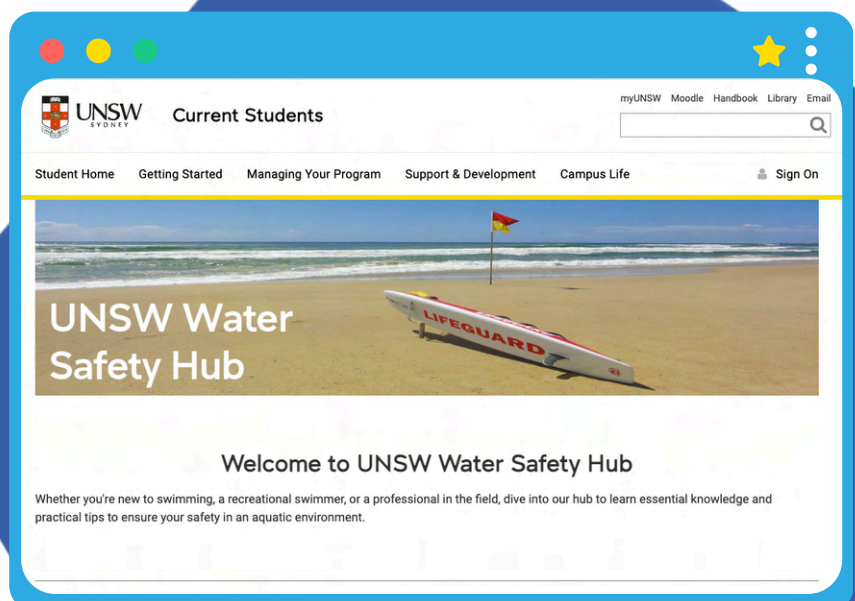 UNSW
SYDNEY
Current Students
myUNSW Moodle Handbook Library Email
Student Home Getting Started Managing Your Program Support & Development Campus Life Sign On
UNSW Water
Safety Hub
LIFEGUARD
Welcome to UNSW Water Safety Hub
Whether you're new to swimming, a recreational swimmer, or a professional in the field, dive into our hub to learn essential knowledge and
practical tips to ensure your safety in an aquatic environment.